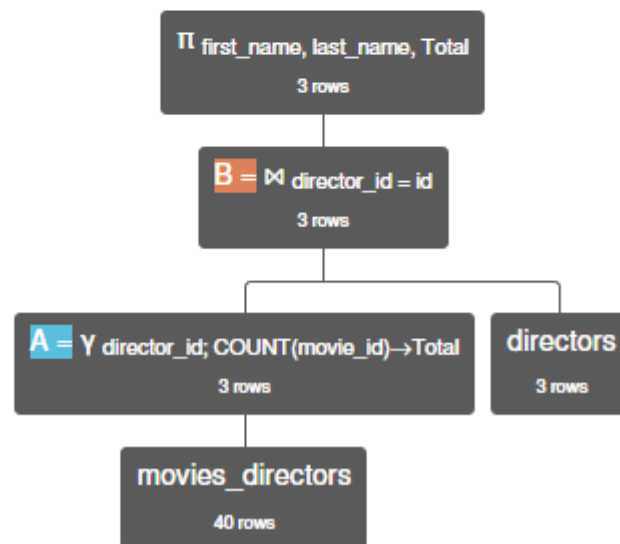 π first_name, last_name, Total
3 rows
B = ⋈ director_id = id
3 rows
A = γ director_id; COUNT(movie_id)→Total
3 rows
directors
3 rows
movies_directors
40 rows